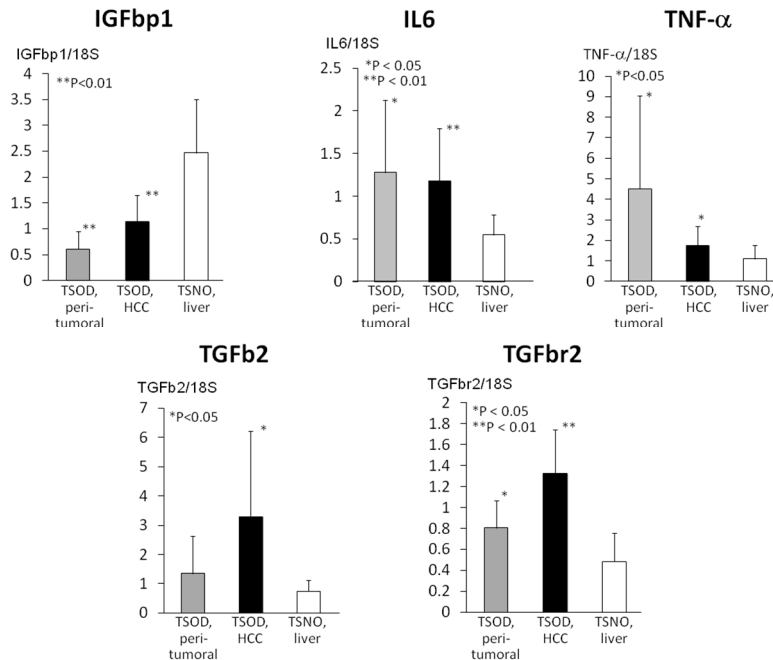 IGFbp1
IGFbp1/18S
**P<0.01
4
3.5
3
2.5
2
1.5
1
0.5
0
**
**
TSOD, peri-tumoral
TSOD, HCC
TSNO, liver
IL6
IL6/18S
*P < 0.05
**P < 0.01
2.5
2
1.5
1
0.5
0
*
**
TSOD, peri-tumoral
TSOD, HCC
TSNO, liver
TNF-α
TNF-α/18S
*P<0.05
10
9
8
7
6
5
4
3
2
1
0
*
*
TSOD, peri-tumoral
TSOD, HCC
TSNO, liver
TGFb2
TGFb2/18S
*P<0.05
7
6
5
4
3
2
1
0
*
TSOD, peri-tumoral
TSOD, HCC
TSNO, liver
TGFbr2
TGFbr2/18S
*P < 0.05
**P < 0.01
2
1.8
1.6
1.4
1.2
1
0.8
0.6
0.4
0.2
0
*
**
TSOD, peri-tumoral
TSOD, HCC
TSNO, liver